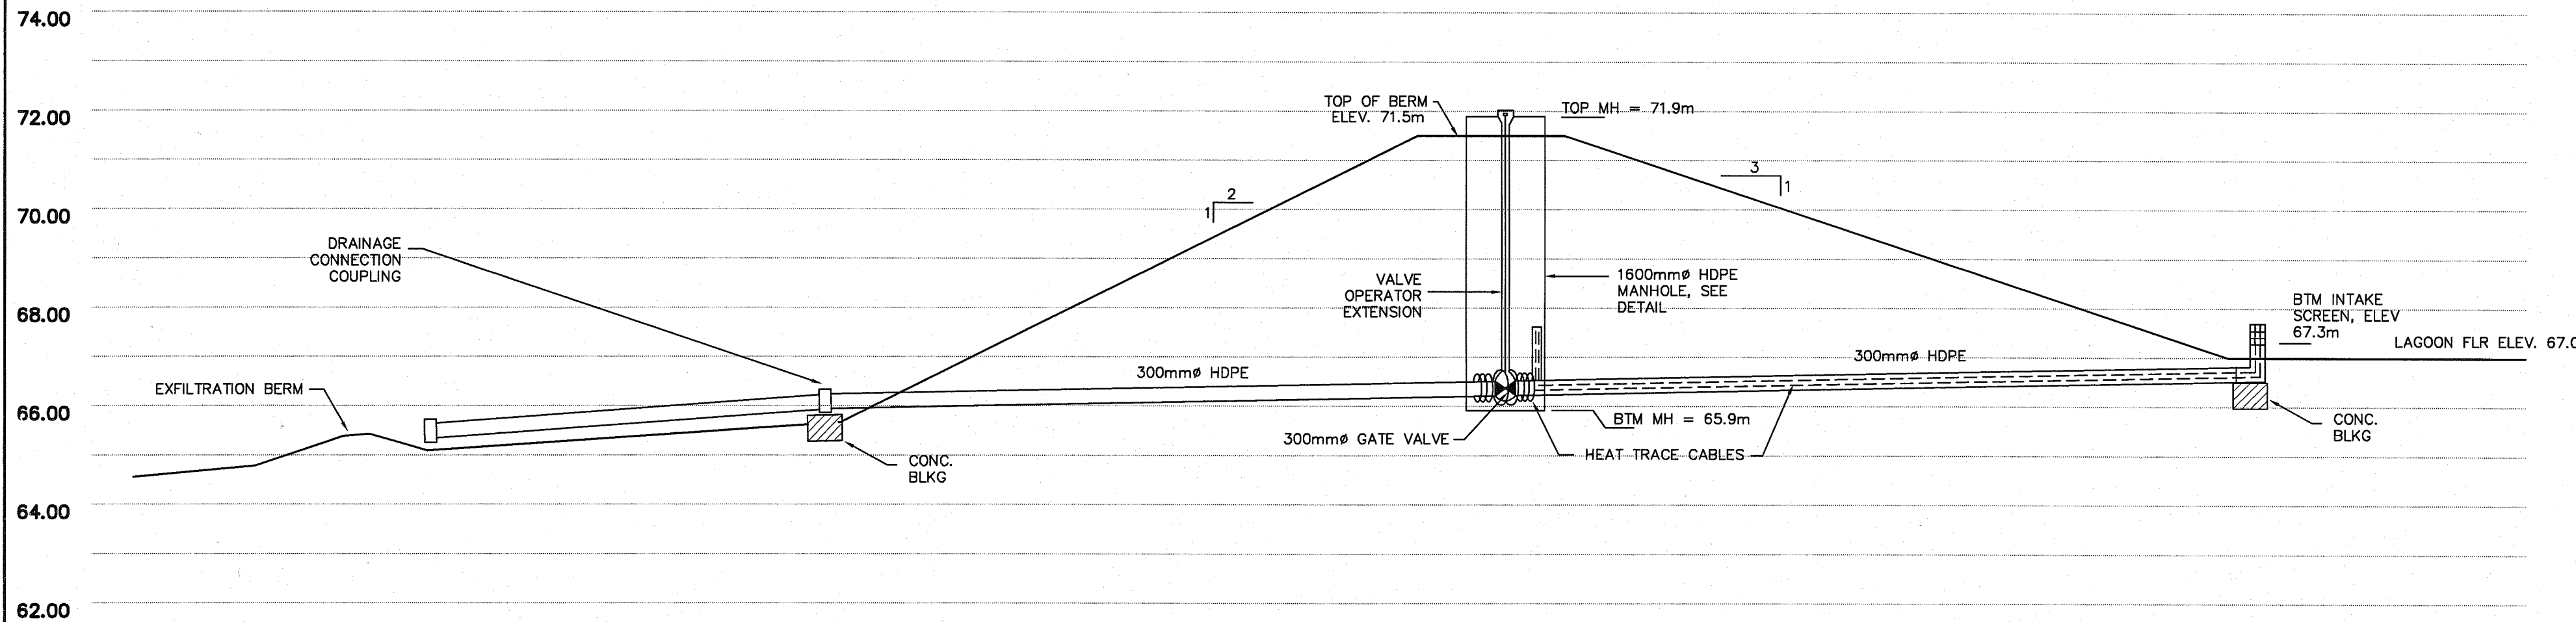 74.00
72.00
70.00
68.00
66.00
64.00
62.00
TOP OF BERM
ELEV. 71.5m
TOP MH = 71.9m
3
1
2
1
DRAINAGE
CONNECTION
COUPLING
VALVE
OPERATOR
EXTENSION
1600mmø HDPE
MANHOLE, SEE
DETAIL
BTM INTAKE
SCREEN, ELEV
67.3m
LAGOON FLR ELEV. 67.0
300mmø HDPE
300mmø HDPE
EXFILTRATION BERM
BTM MH = 65.9m
300mmø GATE VALVE
HEAT TRACE CABLES
CONC.
BLKG
CONC.
BLKG